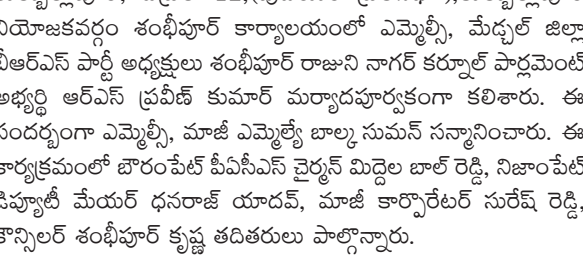 నియోజకవర్గం శంభీపూర్ కార్యాలయంలో ఎమ్మెల్సీ, మేడ్చల్ జిల్లా
బీఆర్ఎస్ పార్టీ అధ్యక్షులు శంభీపూర్ రాజుని నాగర్ కర్నూల్ పార్లమెంట్
అభ్యర్థి ఆర్ఎస్ ప్రవీణ్ కుమార్ మర్యాదపూర్వకంగా కలిశారు. ఈ
సందర్భంగా ఎమ్మెల్సీ, మాజీ ఎమ్మెల్యే బాల్క సుమన్ సన్మానించారు. ఈ
కార్యక్రమంలో బౌరంపేట్ పీఏసీఎస్ చైర్మన్ మిద్దెల బాల్ రెడ్డి, నిజాంపేట్
డిప్యూటీ మేయర్ ధనరాజ్ యాదవ్, మాజీ కార్పొరేటర్ సురేష్ రెడ్డి,
కౌన్సిలర్ శంభీపూర్ కృష్ణ తదితరులు పాల్గొన్నారు.